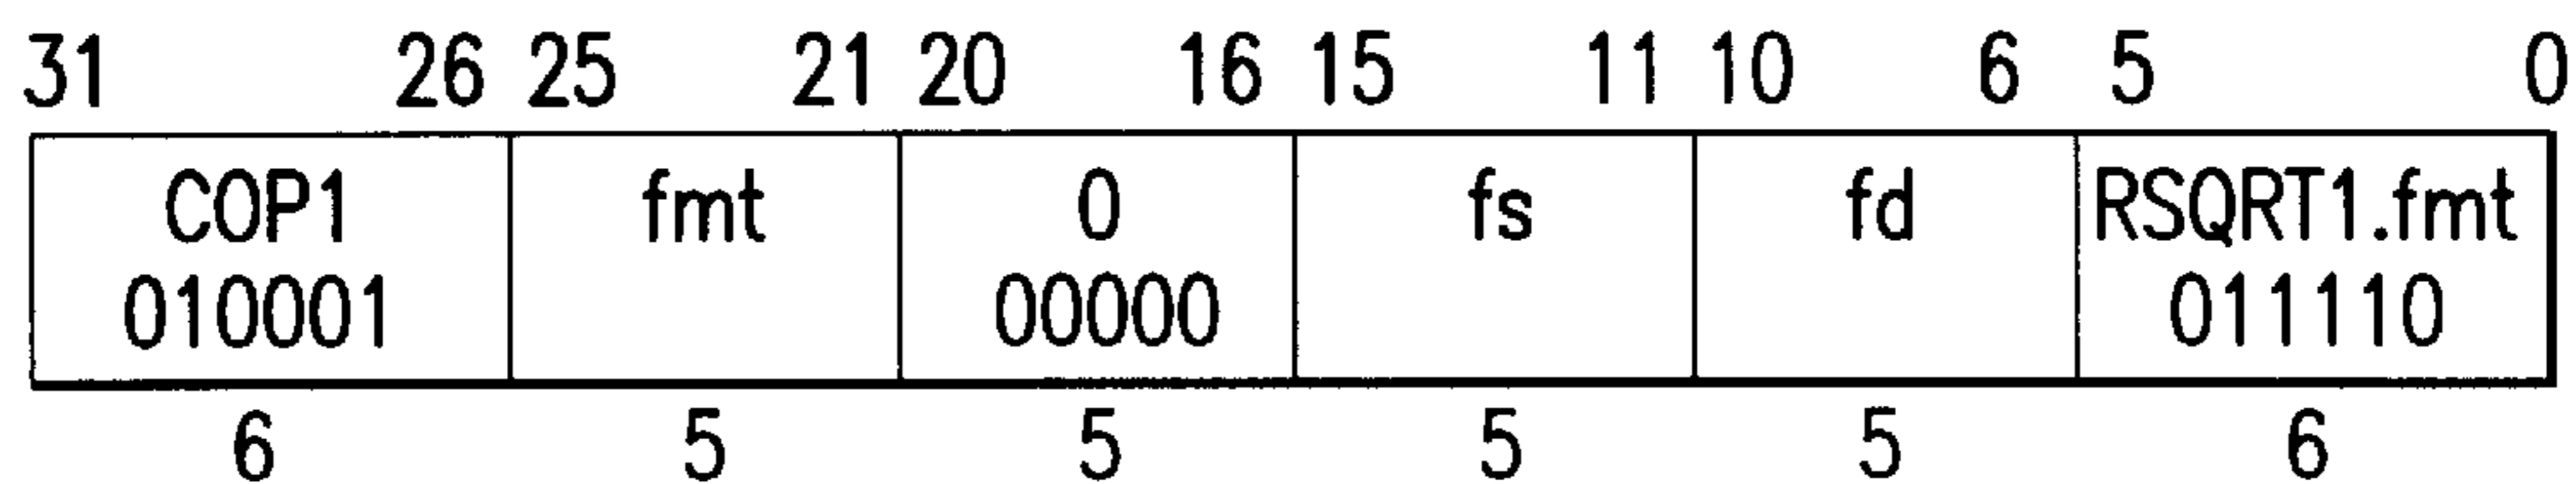 31 26 25 21 20 16 15 11 10 6 5 0
COP1 fmt 0 fs fd RSQRT1.fmt
010001 00000 011110
6 5 5 5 5 6